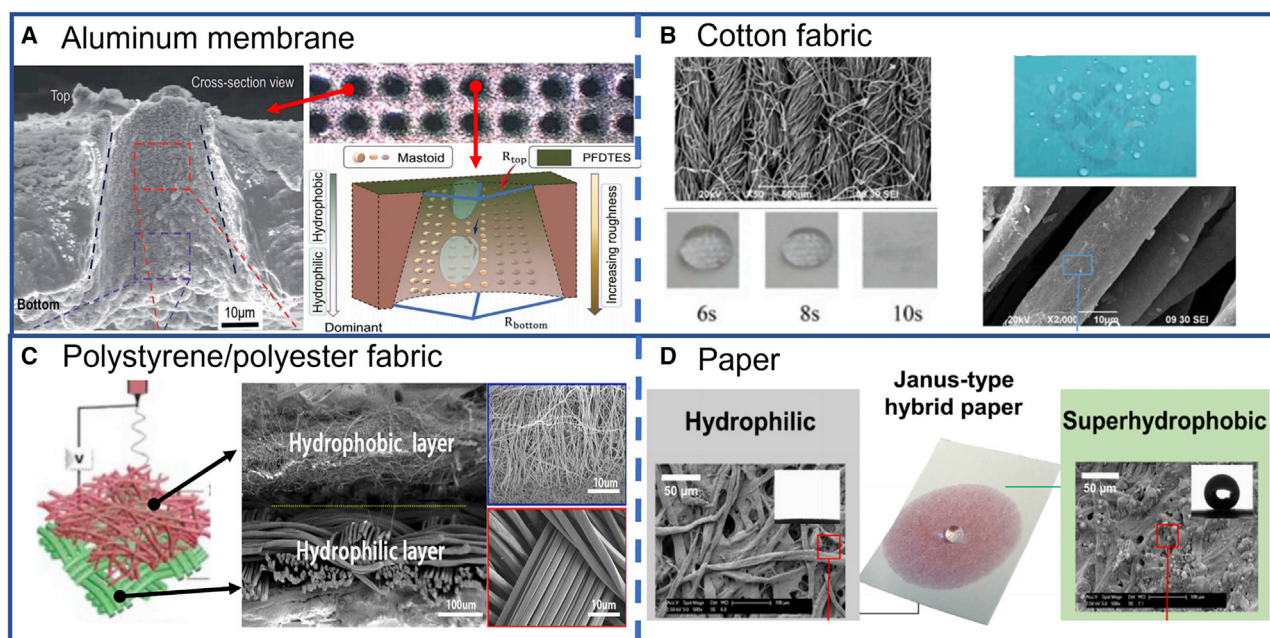 A Aluminum membrane
Cross-section view
Top
Bottom
10μm
Mastoid
R_top
PFDTES
Hydrophobic
Hydrophilic
Increasing roughness
Dominant
R_bottom
B Cotton fabric
20kV X50 500μm 09 30 SEI
6s
8s
10s
20kV X2,000 10μm 09 30 SEI
C Polystyrene/polyester fabric
V
Hydrophobic layer
Hydrophilic layer
100um
10um
10um
D Paper
Hydrophilic
50 μm
Janus-type
hybrid paper
Superhydrophobic
50 μm